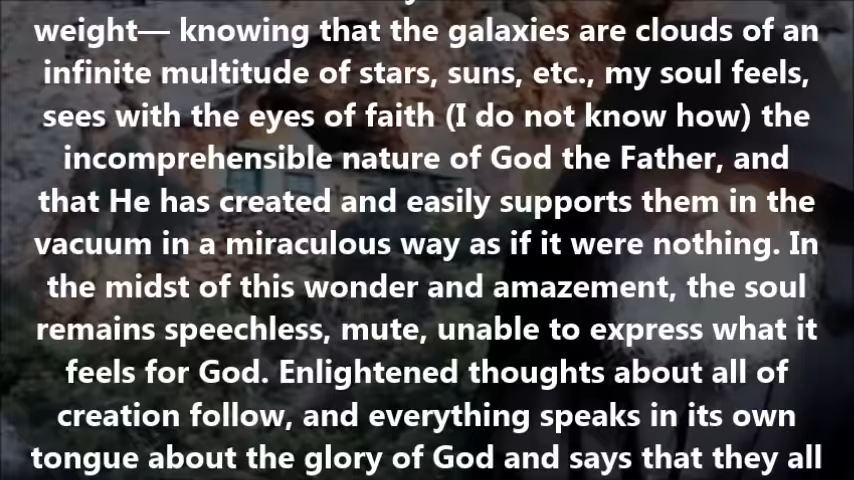 weight— knowing that the galaxies are clouds of an
infinite multitude of stars, suns, etc., my soul feels,
sees with the eyes of faith (I do not know how) the
incomprehensible nature of God the Father, and
that He has created and easily supports them in the
vacuum in a miraculous way as if it were nothing. In
the midst of this wonder and amazement, the soul
remains speechless, mute, unable to express what it
feels for God. Enlightened thoughts about all of
creation follow, and everything speaks in its own
tongue about the glory of God and says that they all